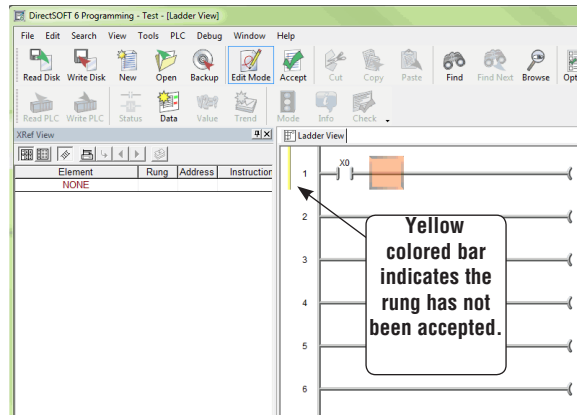 DirectSOFT 6 Programming - Test - [Ladder View]
File Edit Search View Tools PLC Debug Window Help
Read Disk Write Disk New Open Backup Edit Mode Accept Cut Copy Paste Find Find Next Browse
Read PLC Write PLC Status Data Value Trend Mode Info Check
XRef View
Ladder View
Element Rung Address Instruction
NONE
X0
1
2
3
4
5
6
Yellow
colored bar
indicates the
rung has not
been accepted.